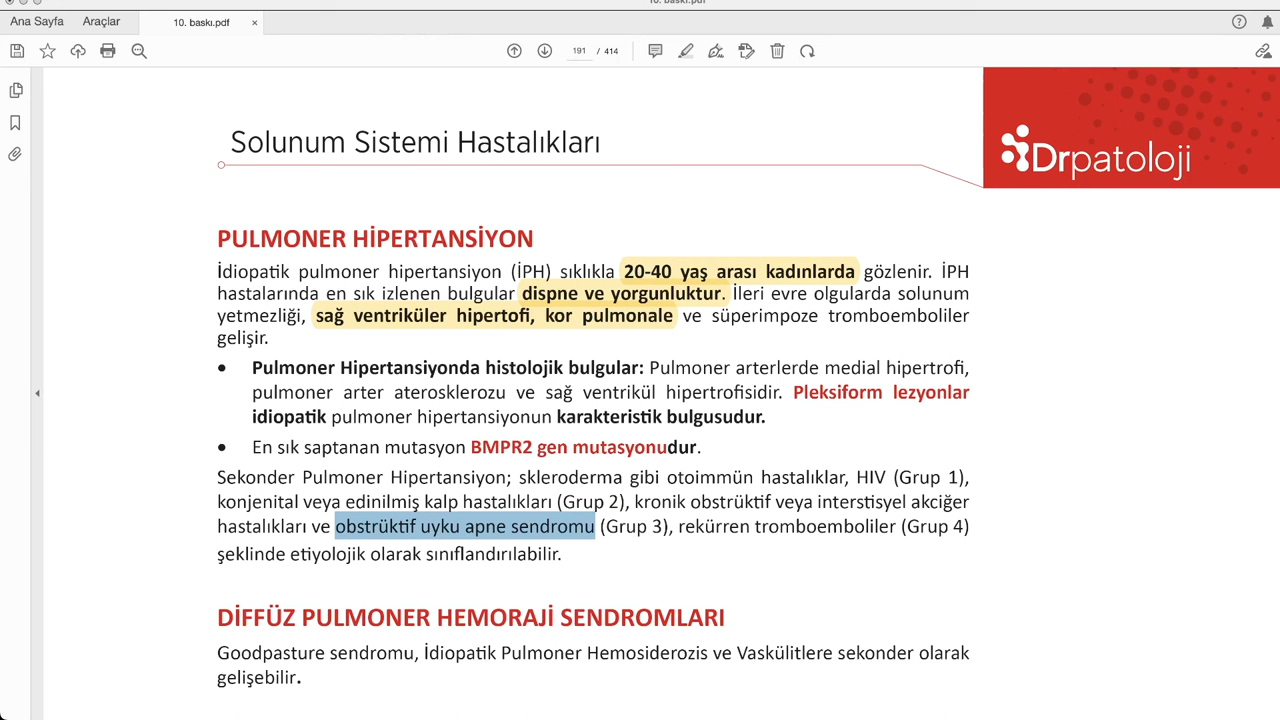 10. baskı.pdf
Ana Sayfa
Araçlar
10. baskı.pdf
×
191 / 414
Solunum Sistemi Hastalıkları
Drpatoloji
PULMONER HİPERTANSİYON
İdiopatik pulmoner hipertansiyon (İPH) sıklıkla 20-40 yaş arası kadınlarda gözlenir. İPH
hastalarında en sık izlenen bulgular dispne ve yorgunluktur. İleri evre olgularda solunum
yetmezliği, sağ ventriküler hipertofi, kor pulmonale ve süperimpoze tromboemboliler
gelişir.
• Pulmoner Hipertansiyonda histolojik bulgular: Pulmoner arterlerde medial hipertrofi,
pulmoner arter aterosklerozu ve sağ ventrikül hipertrofisidir. Pleksiform lezyonlar
idiopatik pulmoner hipertansiyonun karakteristik bulgusudur.
• En sık saptanan mutasyon BMPR2 gen mutasyonudur.
Sekonder Pulmoner Hipertansiyon; skleroderma gibi otoimmün hastalıklar, HIV (Grup 1),
konjenital veya edinilmiş kalp hastalıkları (Grup 2), kronik obstrüktif veya interstisyel akciğer
hastalıkları ve obstrüktif uyku apne sendromu (Grup 3), rekürren tromboemboliler (Grup 4)
şeklinde etiyolojik olarak sınıflandırılabilir.
DİFFÜZ PULMONER HEMORAJİ SENDROMLARI
Goodpasture sendromu, İdiopatik Pulmoner Hemosiderozis ve Vaskülitlere sekonder olarak
gelişebilir.